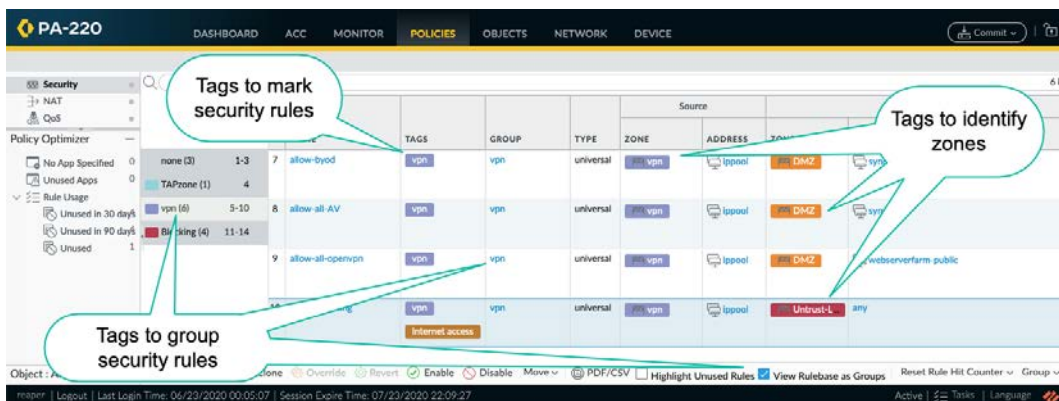 PA-220
DASHBOARD ACC MONITOR POLICIES OBJECTS NETWORK DEVICE Commit
Security
NAT
QoS
Policy Optimizer
No App Specified 0
Unused Apps 0
Rule Usage
Unused in 30 days
Unused in 90 days
Unused 1
Tags to mark
security rules
Tags to identify
zones
Tags to group
security rules
none (3) 1-3
TAPzone (1) 4
vpn (6) 5-10
Blocking (4) 11-14
Source
TAGS GROUP TYPE ZONE ADDRESS
7 allow-byod vpn vpn universal vpn ippool DMZ
8 allow-all-AV vpn vpn universal vpn ippool DMZ
9 allow-all-openvpn vpn vpn universal vpn ippool DMZ webserverfarm-public
vpn vpn universal vpn ippool Untrust-L... any
Internet access
Object : Override Revert Enable Disable Move PDF/CSV Highlight Unused Rules View Rulebase as Groups Reset Rule Hit Counter Group
reaper | Logout | Last Login Time: 06/23/2020 00:05:07 | Session Expire Time: 07/23/2020 22:09:27 Active | Tasks | Language